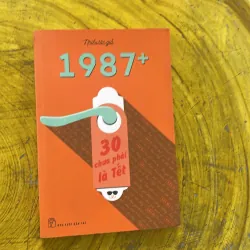 Nhiều tác giả
1987+
30
chưa phải
là Tết